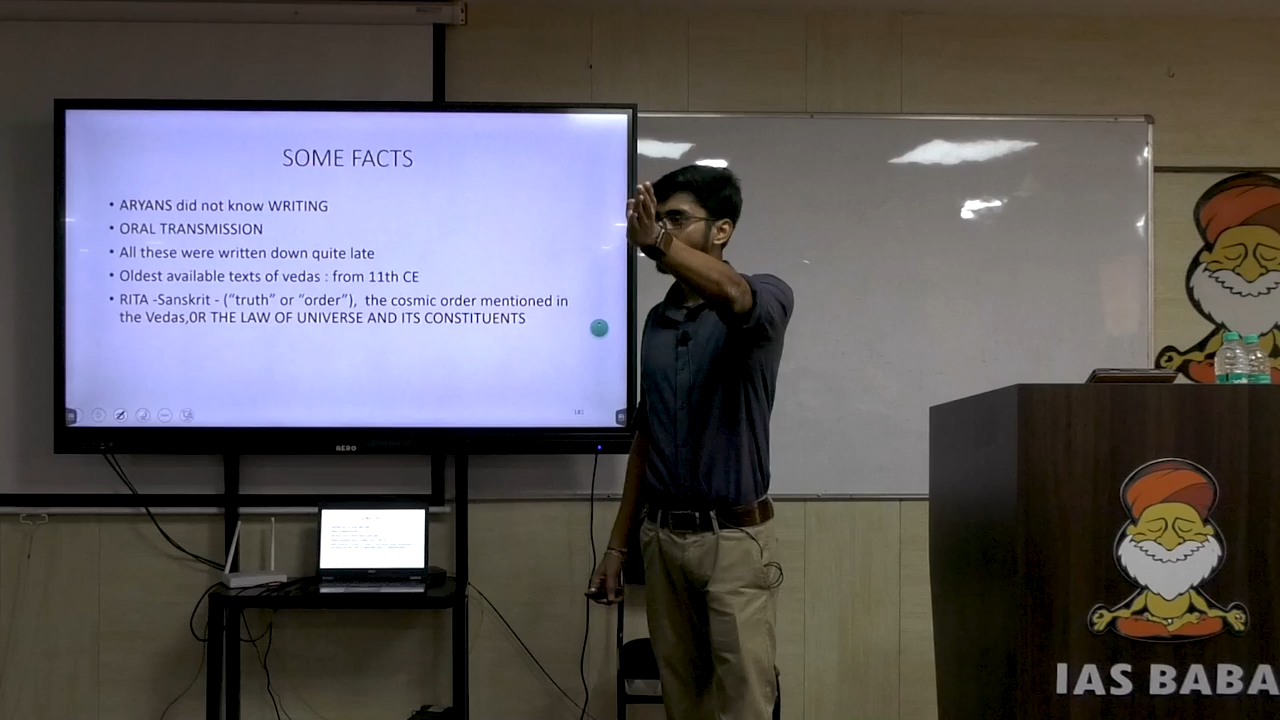 SOME FACTS
• ARYANS did not know WRITING
• ORAL TRANSMISSION
• All these were written down quite late
• Oldest available texts of vedas : from 11th CE
• RITA -Sanskrit - (“truth” or “order”), the cosmic order mentioned in
the Vedas,0R THE LAW OF UNIVERSE AND ITS CONSTITUENTS
AERO
IAS BABA